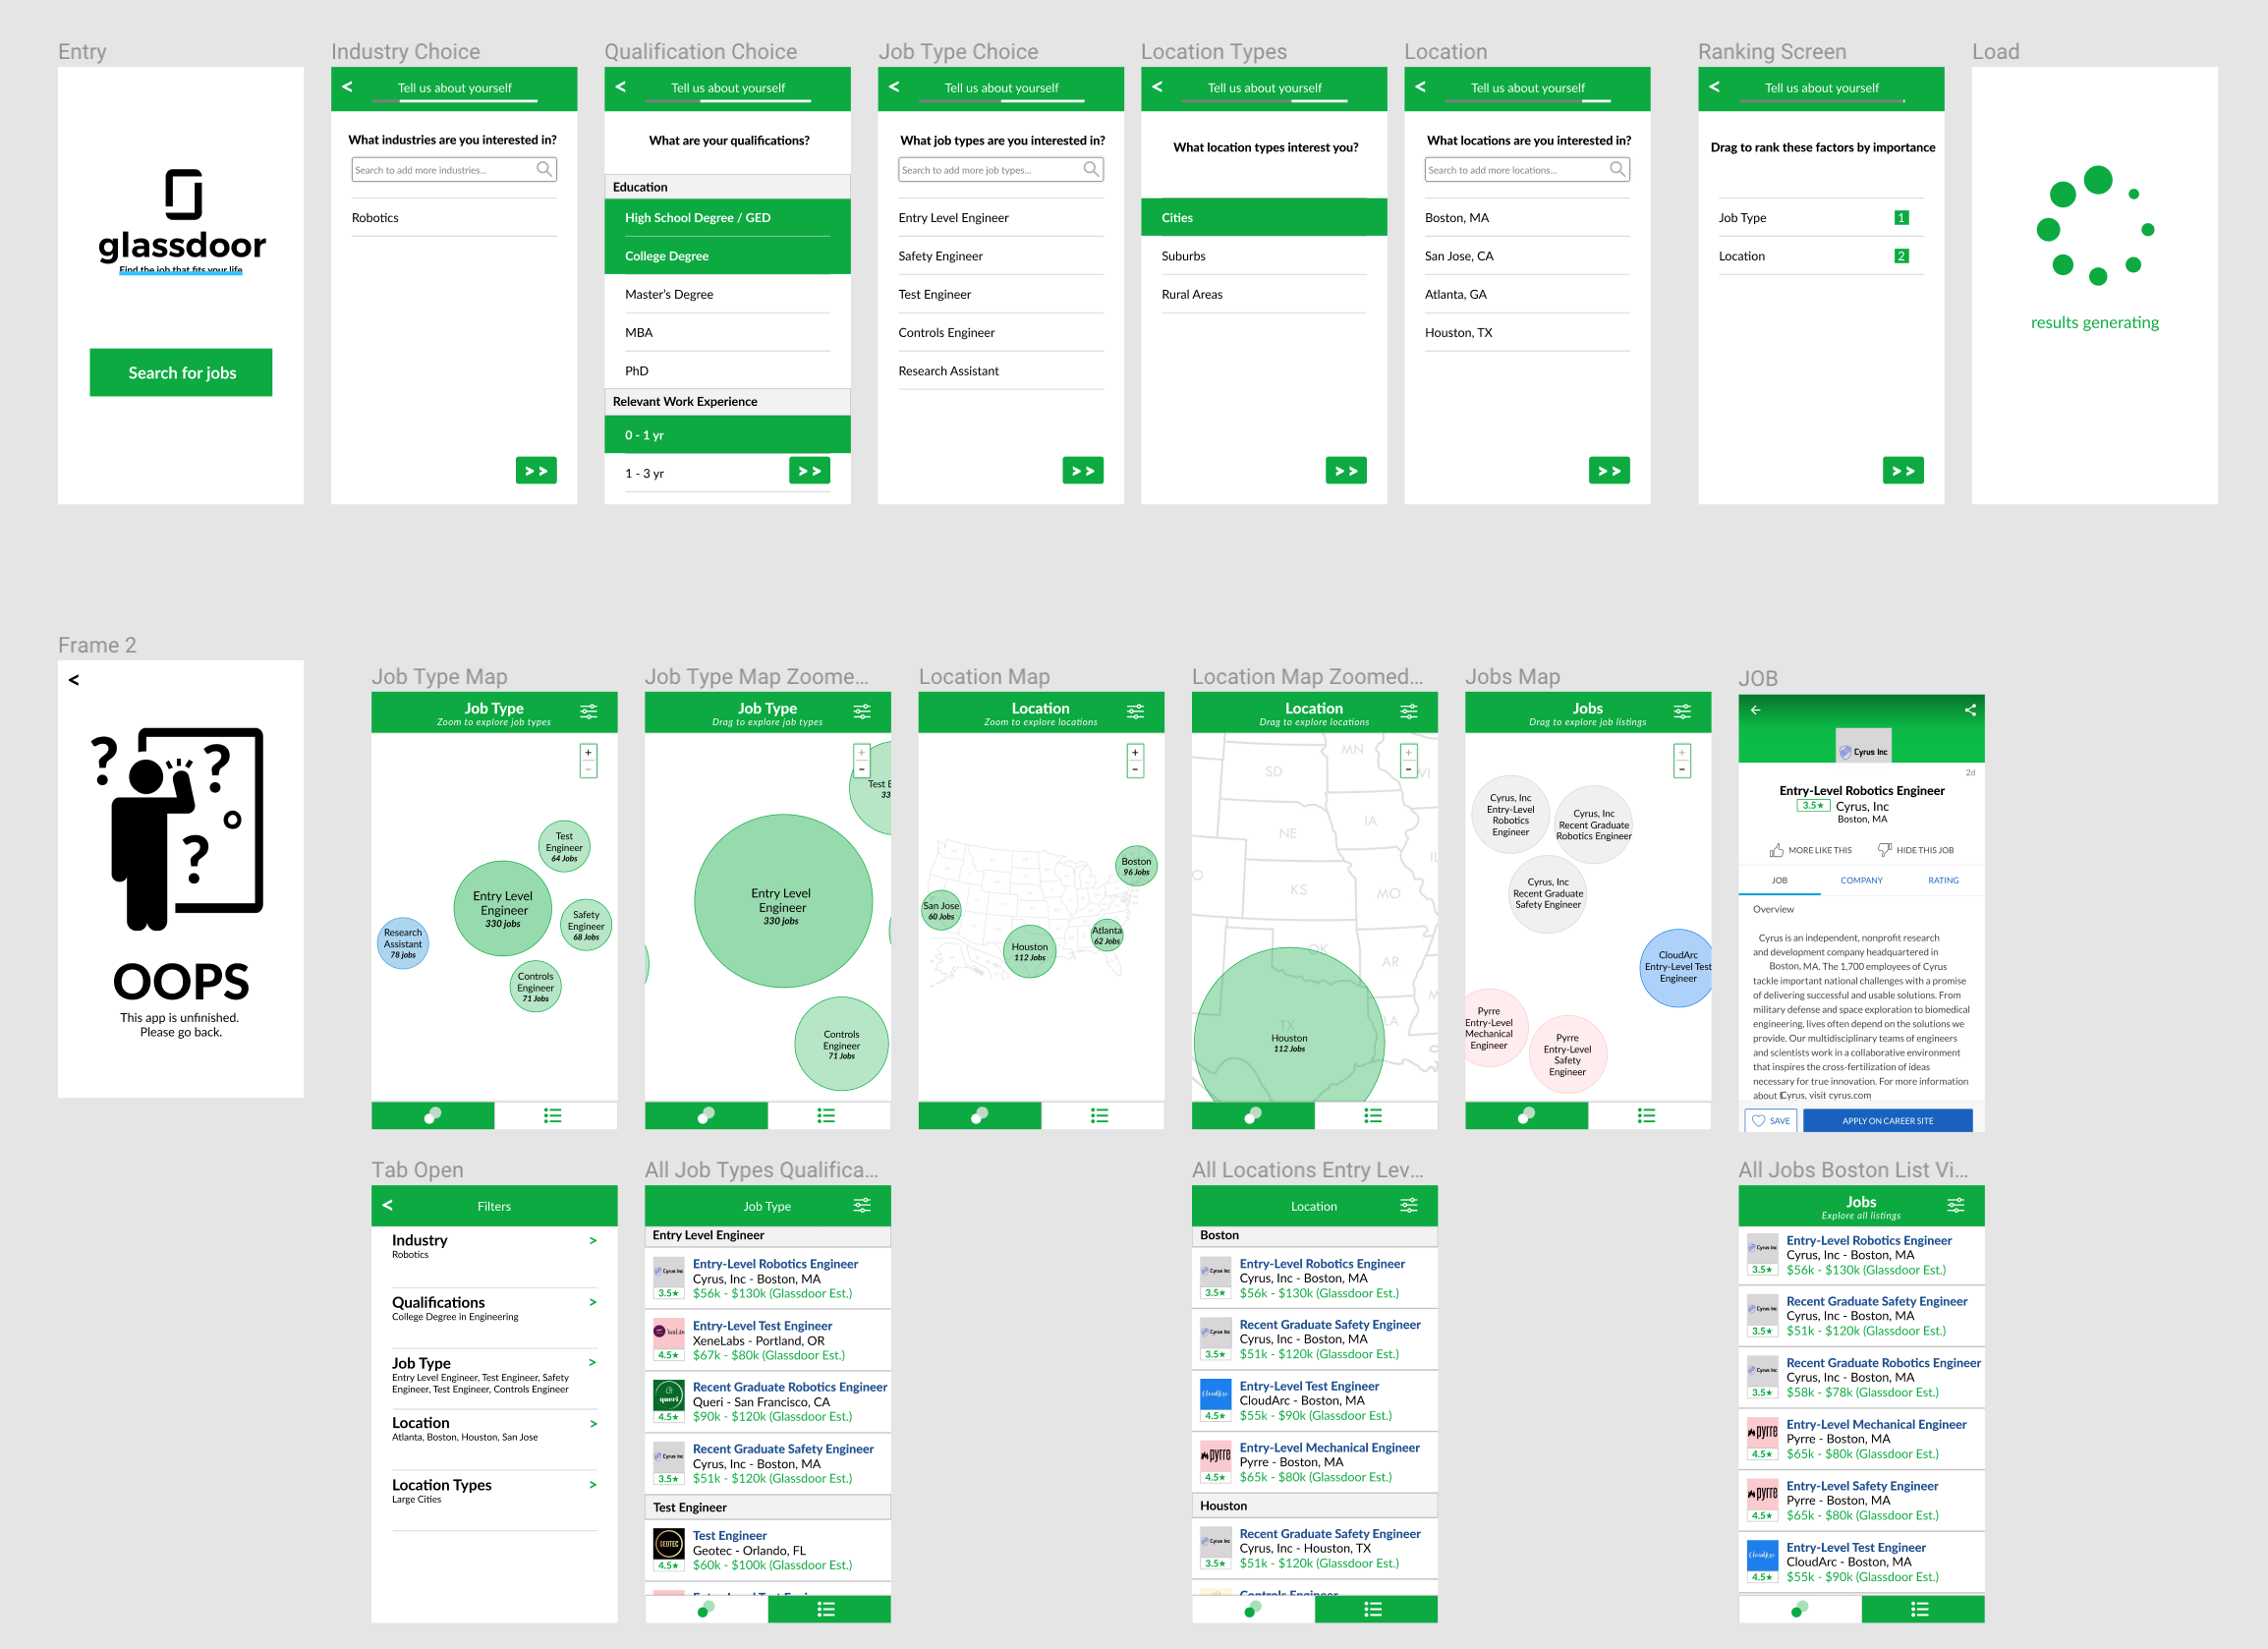 Entry
glassdoor
Find the job that fits your life
Search for jobs
Industry Choice
<
Tell us about yourself
What industries are you interested in?
Search to add more industries...
Robotics
> >
Qualification Choice
<
Tell us about yourself
What are your qualifications?
Education
High School Degree / GED
College Degree
Master's Degree
MBA
PhD
Relevant Work Experience
0 - 1 yr
1 - 3 yr
> >
Job Type Choice
<
Tell us about yourself
What job types are you interested in?
Search to add more job types...
Entry Level Engineer
Safety Engineer
Test Engineer
Controls Engineer
Research Assistant
> >
Location Types
<
Tell us about yourself
What location types interest you?
Cities
Suburbs
Rural Areas
> >
Location
<
Tell us about yourself
What locations are you interested in?
Search to add more locations...
Boston, MA
San Jose, CA
Atlanta, GA
Houston, TX
> >
Ranking Screen
<
Tell us about yourself
Drag to rank these factors by importance
Job Type 1
Location 2
> >
Load
results generating
Frame 2
<
? ? ?
OOPS
This app is unfinished.
Please go back.
Job Type Map
Job Type
Zoom to explore job types
+
−
Test
Engineer
64 Jobs
Entry Level
Engineer
330 jobs
Safety
Engineer
68 Jobs
Research
Assistant
78 jobs
Controls
Engineer
71 Jobs
Job Type Map Zoome...
Job Type
Drag to explore job types
+
−
Test E
33
Entry Level
Engineer
330 jobs
Controls
Engineer
71 Jobs
Location Map
Location
Zoom to explore locations
+
−
Boston
96 Jobs
San Jose
60 Jobs
Atlanta
62 Jobs
Houston
112 Jobs
Location Map Zoomed...
Location
Drag to explore locations
+
−
MN
SD
WI
NE
IA
IL
CO
KS
MO
OK
AR
TX
LA
Houston
112 Jobs
Jobs Map
Jobs
Drag to explore job listings
+
−
Cyrus, Inc
Entry-Level
Robotics
Engineer
Cyrus, Inc
Recent Graduate
Robotics Engineer
Cyrus, Inc
Recent Graduate
Safety Engineer
CloudArc
Entry-Level Test
Engineer
Pyrre
Entry-Level
Mechanical
Engineer
Pyrre
Entry-Level
Safety
Engineer
JOB
Cyrus Inc
2d
Entry-Level Robotics Engineer
3.5★ Cyrus, Inc
Boston, MA
MORE LIKE THIS HIDE THIS JOB
JOB COMPANY RATING
Overview
Cyrus is an independent, nonprofit research
and development company headquartered in
Boston, MA. The 1,700 employees of Cyrus
tackle important national challenges with a promise
of delivering successful and usable solutions. From
military defense and space exploration to biomedical
engineering, lives often depend on the solutions we
provide. Our multidisciplinary teams of engineers
and scientists work in a collaborative environment
that inspires the cross-fertilization of ideas
necessary for true innovation. For more information
about Cyrus, visit cyrus.com
SAVE APPLY ON CAREER SITE
Tab Open
<
Filters
Industry >
Robotics
Qualifications >
College Degree in Engineering
Job Type >
Entry Level Engineer, Test Engineer, Safety
Engineer, Test Engineer, Controls Engineer
Location >
Atlanta, Boston, Houston, San Jose
Location Types >
Large Cities
All Job Types Qualifica...
Job Type
Entry Level Engineer
Cyrus Inc
3.5★
Entry-Level Robotics Engineer
Cyrus, Inc - Boston, MA
$56k - $130k (Glassdoor Est.)
4.5★
Entry-Level Test Engineer
XeneLabs - Portland, OR
$67k - $80k (Glassdoor Est.)
queri
4.5★
Recent Graduate Robotics Engineer
Queri - San Francisco, CA
$90k - $120k (Glassdoor Est.)
Cyrus Inc
3.5★
Recent Graduate Safety Engineer
Cyrus, Inc - Boston, MA
$51k - $120k (Glassdoor Est.)
Test Engineer
GEOTEC
4.5★
Test Engineer
Geotec - Orlando, FL
$60k - $100k (Glassdoor Est.)
All Locations Entry Lev...
Location
Boston
Cyrus Inc
3.5★
Entry-Level Robotics Engineer
Cyrus, Inc - Boston, MA
$56k - $130k (Glassdoor Est.)
Cyrus Inc
3.5★
Recent Graduate Safety Engineer
Cyrus, Inc - Boston, MA
$51k - $120k (Glassdoor Est.)
CloudArc
4.5★
Entry-Level Test Engineer
CloudArc - Boston, MA
$55k - $90k (Glassdoor Est.)
pyrre
4.5★
Entry-Level Mechanical Engineer
Pyrre - Boston, MA
$65k - $80k (Glassdoor Est.)
Houston
Cyrus Inc
3.5★
Recent Graduate Safety Engineer
Cyrus, Inc - Houston, TX
$51k - $120k (Glassdoor Est.)
Controls Engineer
All Jobs Boston List Vi...
Jobs
Explore all listings
Cyrus Inc
3.5★
Entry-Level Robotics Engineer
Cyrus, Inc - Boston, MA
$56k - $130k (Glassdoor Est.)
Cyrus Inc
3.5★
Recent Graduate Safety Engineer
Cyrus, Inc - Boston, MA
$51k - $120k (Glassdoor Est.)
Cyrus Inc
3.5★
Recent Graduate Robotics Engineer
Cyrus, Inc - Boston, MA
$58k - $78k (Glassdoor Est.)
pyrre
4.5★
Entry-Level Mechanical Engineer
Pyrre - Boston, MA
$65k - $80k (Glassdoor Est.)
pyrre
4.5★
Entry-Level Safety Engineer
Pyrre - Boston, MA
$65k - $80k (Glassdoor Est.)
CloudArc
4.5★
Entry-Level Test Engineer
CloudArc - Boston, MA
$55k - $90k (Glassdoor Est.)